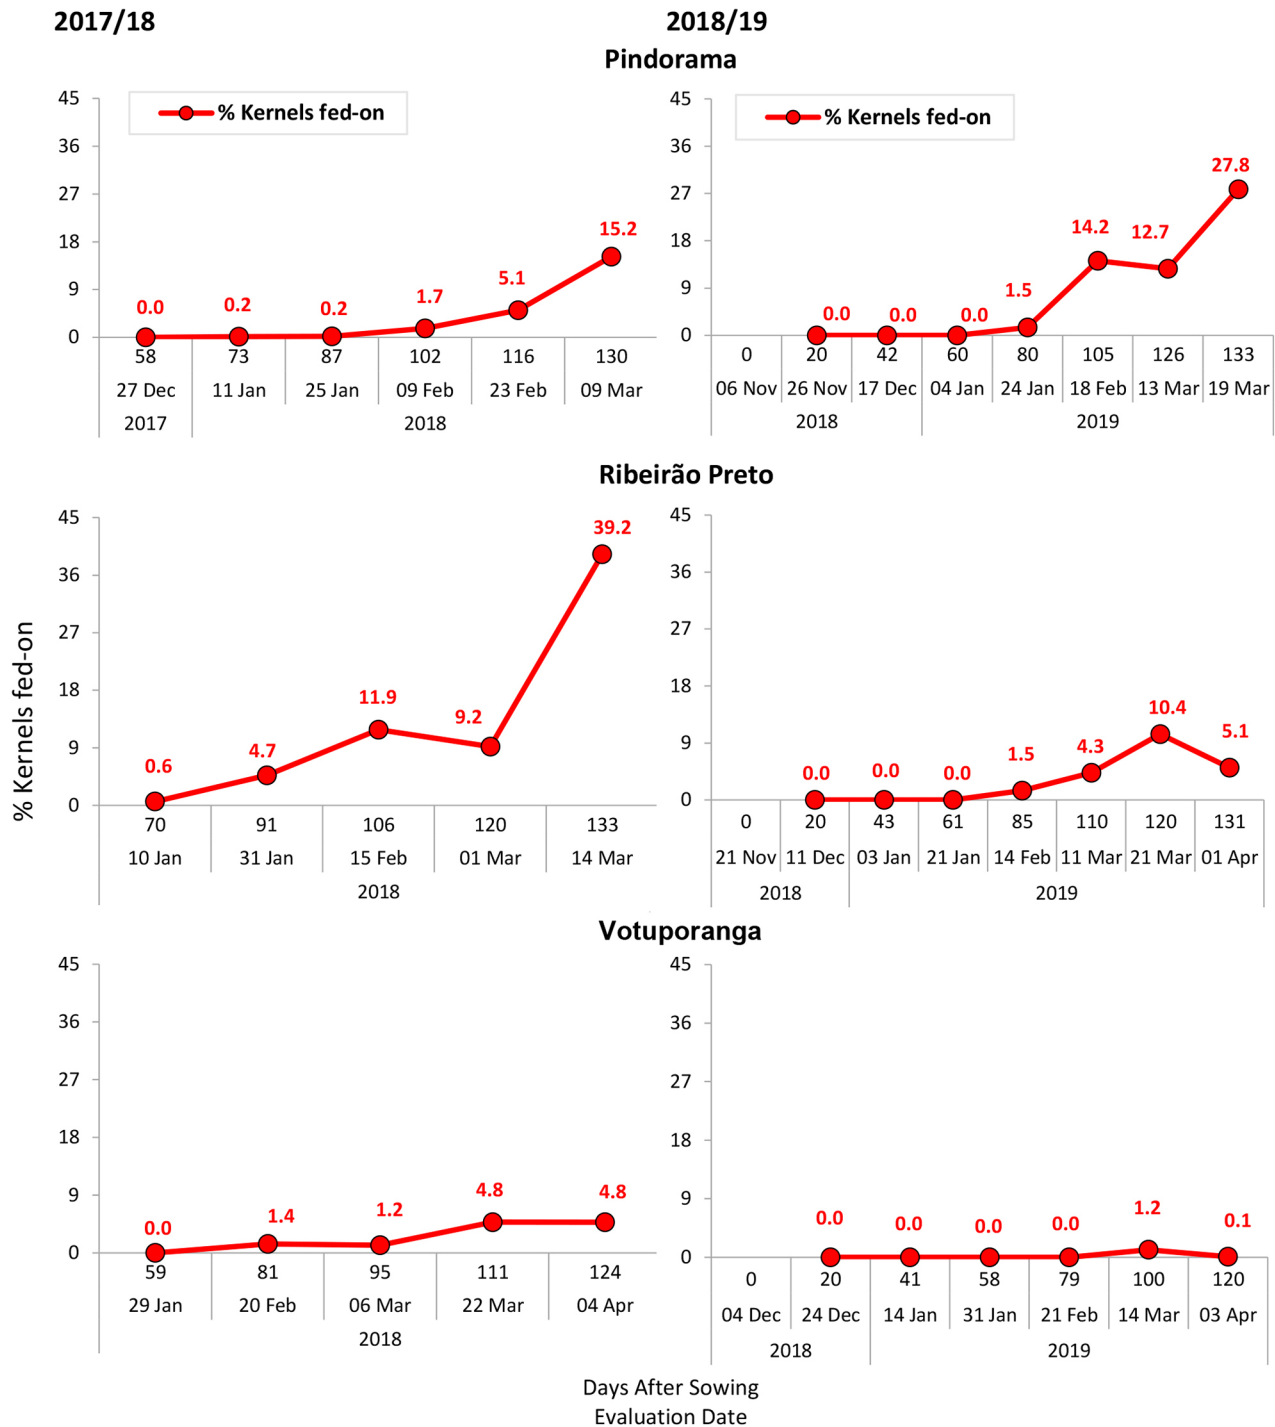 2017/18 2018/19
Pindorama
% Kernels fed-on
45
36
27
18
9
0
0.0 0.2 0.2 1.7 5.1 15.2
58 73 87 102 116 130
27 Dec 11 Jan 25 Jan 09 Feb 23 Feb 09 Mar
2017 2018
% Kernels fed-on
45
36
27
18
9
0
0.0 0.0 0.0 1.5 14.2 12.7 27.8
0 20 42 60 80 105 126 133
06 Nov 26 Nov 17 Dec 04 Jan 24 Jan 18 Feb 13 Mar 19 Mar
2018 2019
Ribeirão Preto
% Kernels fed-on
45
36
27
18
9
0
0.6 4.7 11.9 9.2 39.2
70 91 106 120 133
10 Jan 31 Jan 15 Feb 01 Mar 14 Mar
2018
45
36
27
18
9
0
0.0 0.0 0.0 1.5 4.3 10.4 5.1
0 20 43 61 85 110 120 131
21 Nov 11 Dec 03 Jan 21 Jan 14 Feb 11 Mar 21 Mar 01 Apr
2018 2019
Votuporanga
45
36
27
18
9
0
0.0 1.4 1.2 4.8 4.8
59 81 95 111 124
29 Jan 20 Feb 06 Mar 22 Mar 04 Apr
2018
45
36
27
18
9
0
0.0 0.0 0.0 0.0 1.2 0.1
0 20 41 58 79 100 120
04 Dec 24 Dec 14 Jan 31 Jan 21 Feb 14 Mar 03 Apr
2018 2019
Days After Sowing
Evaluation Date